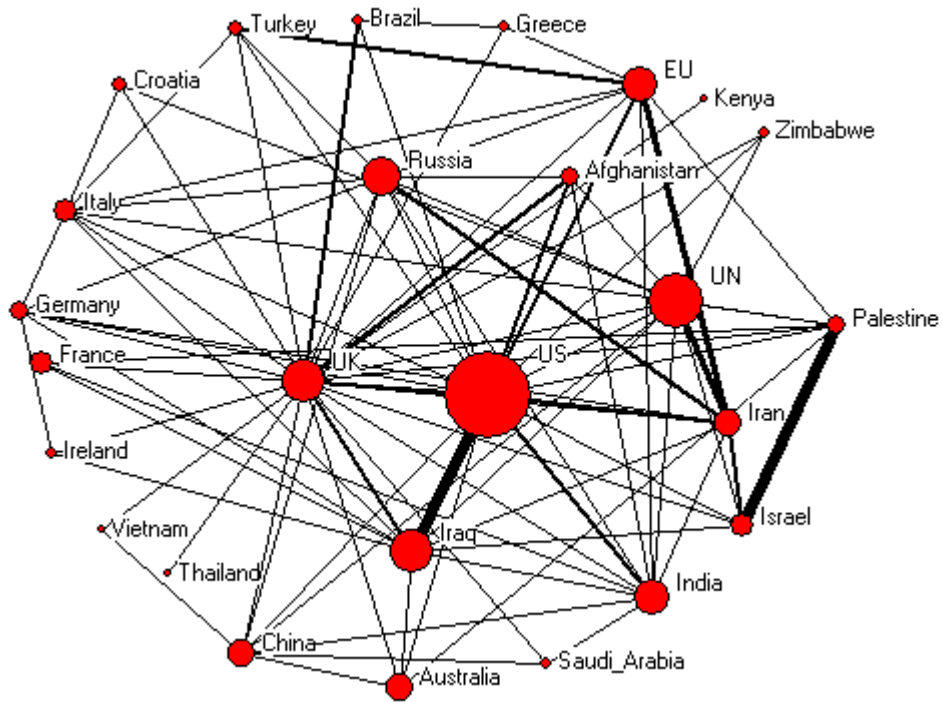 Turkey
Brazil
Greece
Croatia
EU
Kenya
Zimbabwe
Russia
Afghanistan
Italy
UN
Germany
Palestine
France
UK
US
Iran
Ireland
Vietnam
Iraq
Israel
Thailand
India
China
Saudi_Arabia
Australia